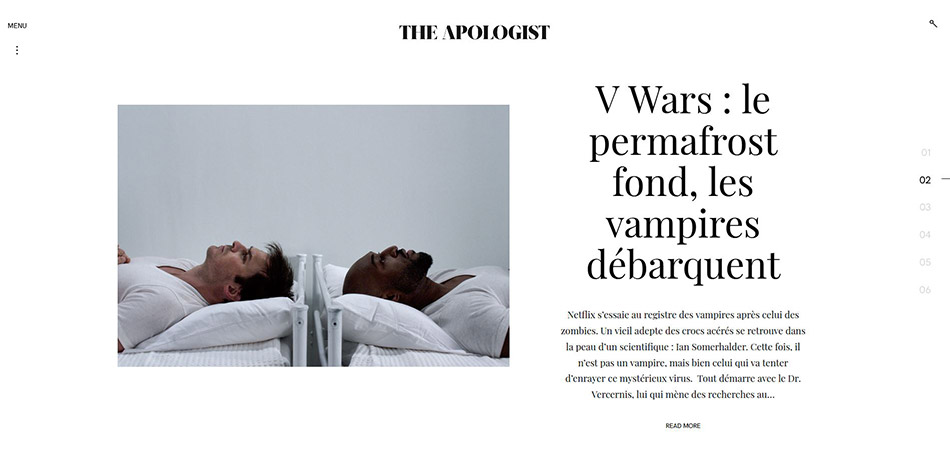 MENU
THE APOLOGIST
V Wars : le
permafrost
fond, les
vampires
débarquent
Netflix s'essaie au registre des vampires après celui des
zombies. Un vieil adepte des crocs acérés se retrouve dans
la peau d'un scientifique : Ian Somerhalder. Cette fois, il
n'est pas un vampire, mais bien celui qui va tenter
d'enrayer ce mystérieux virus.  Tout démarre avec le Dr.
Vercernis, lui qui mène des recherches au...
READ MORE
01
02
03
04
05
06